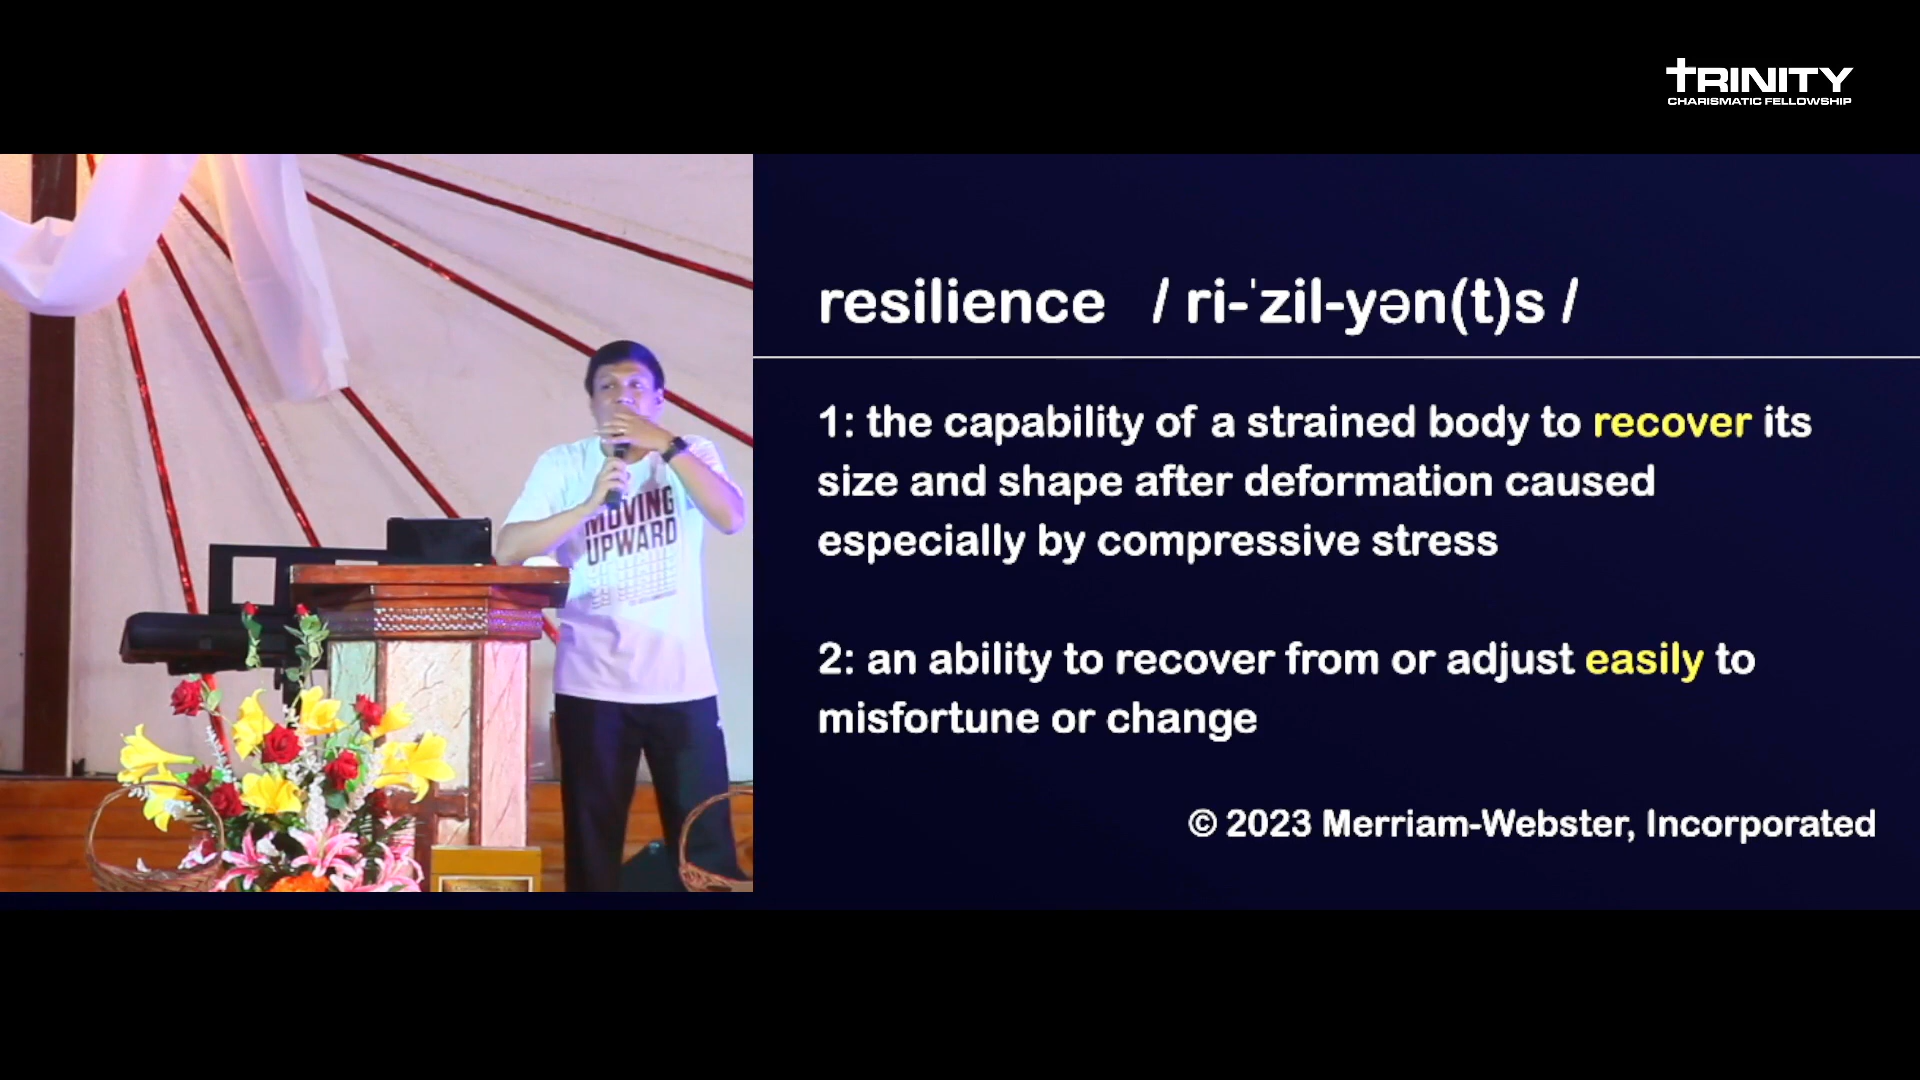 TRINITY
CHARISMATIC FELLOWSHIP
resilience / ri-ˈzil-yən(t)s /
1: the capability of a strained body to recover its
size and shape after deformation caused
especially by compressive stress
2: an ability to recover from or adjust easily to
misfortune or change
© 2023 Merriam-Webster, Incorporated
MOVING
UPWARD